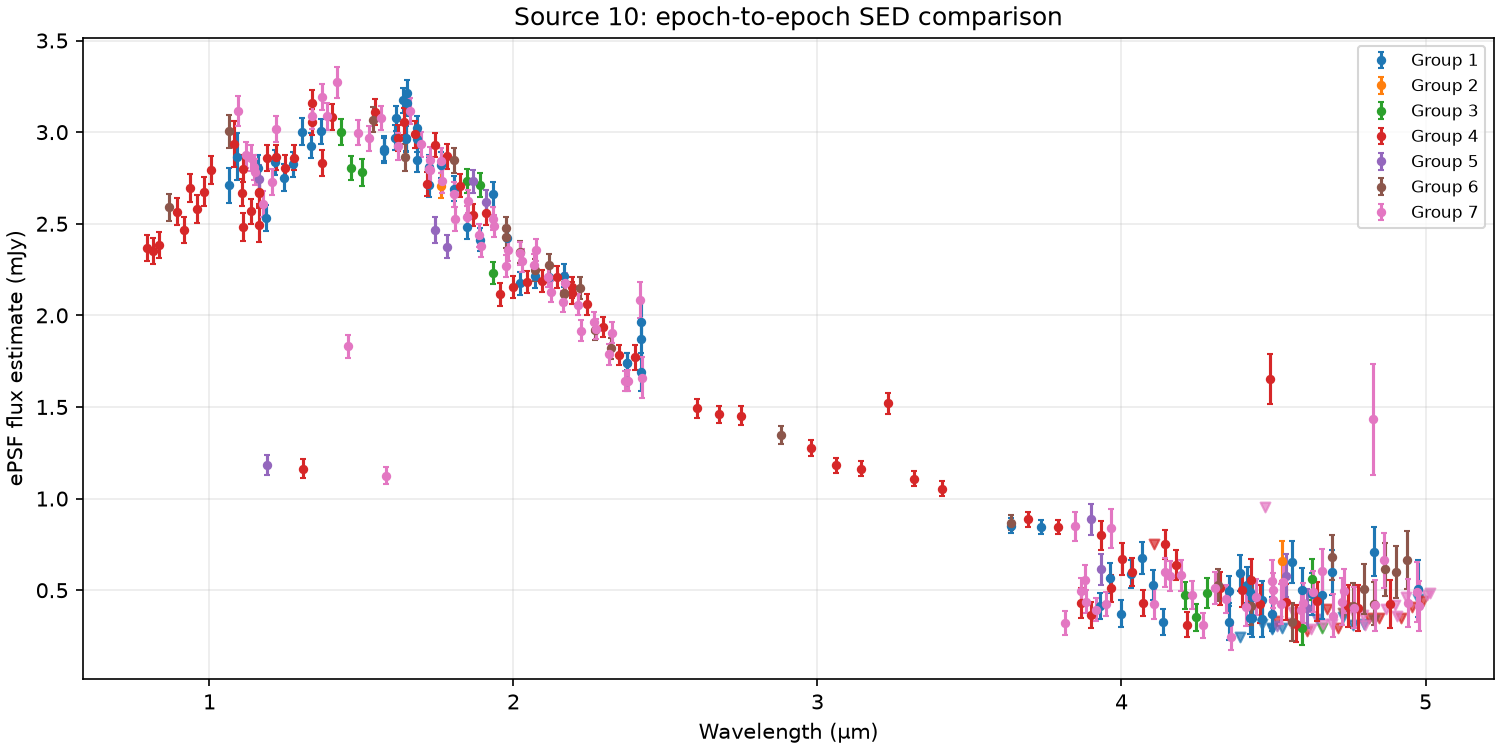 Source 10: epoch-to-epoch SED comparison
ePSF flux estimate (mJy)
3.5
3.0
2.5
2.0
1.5
1.0
0.5
1
2
3
4
5
Wavelength (μm)
Group 1
Group 2
Group 3
Group 4
Group 5
Group 6
Group 7